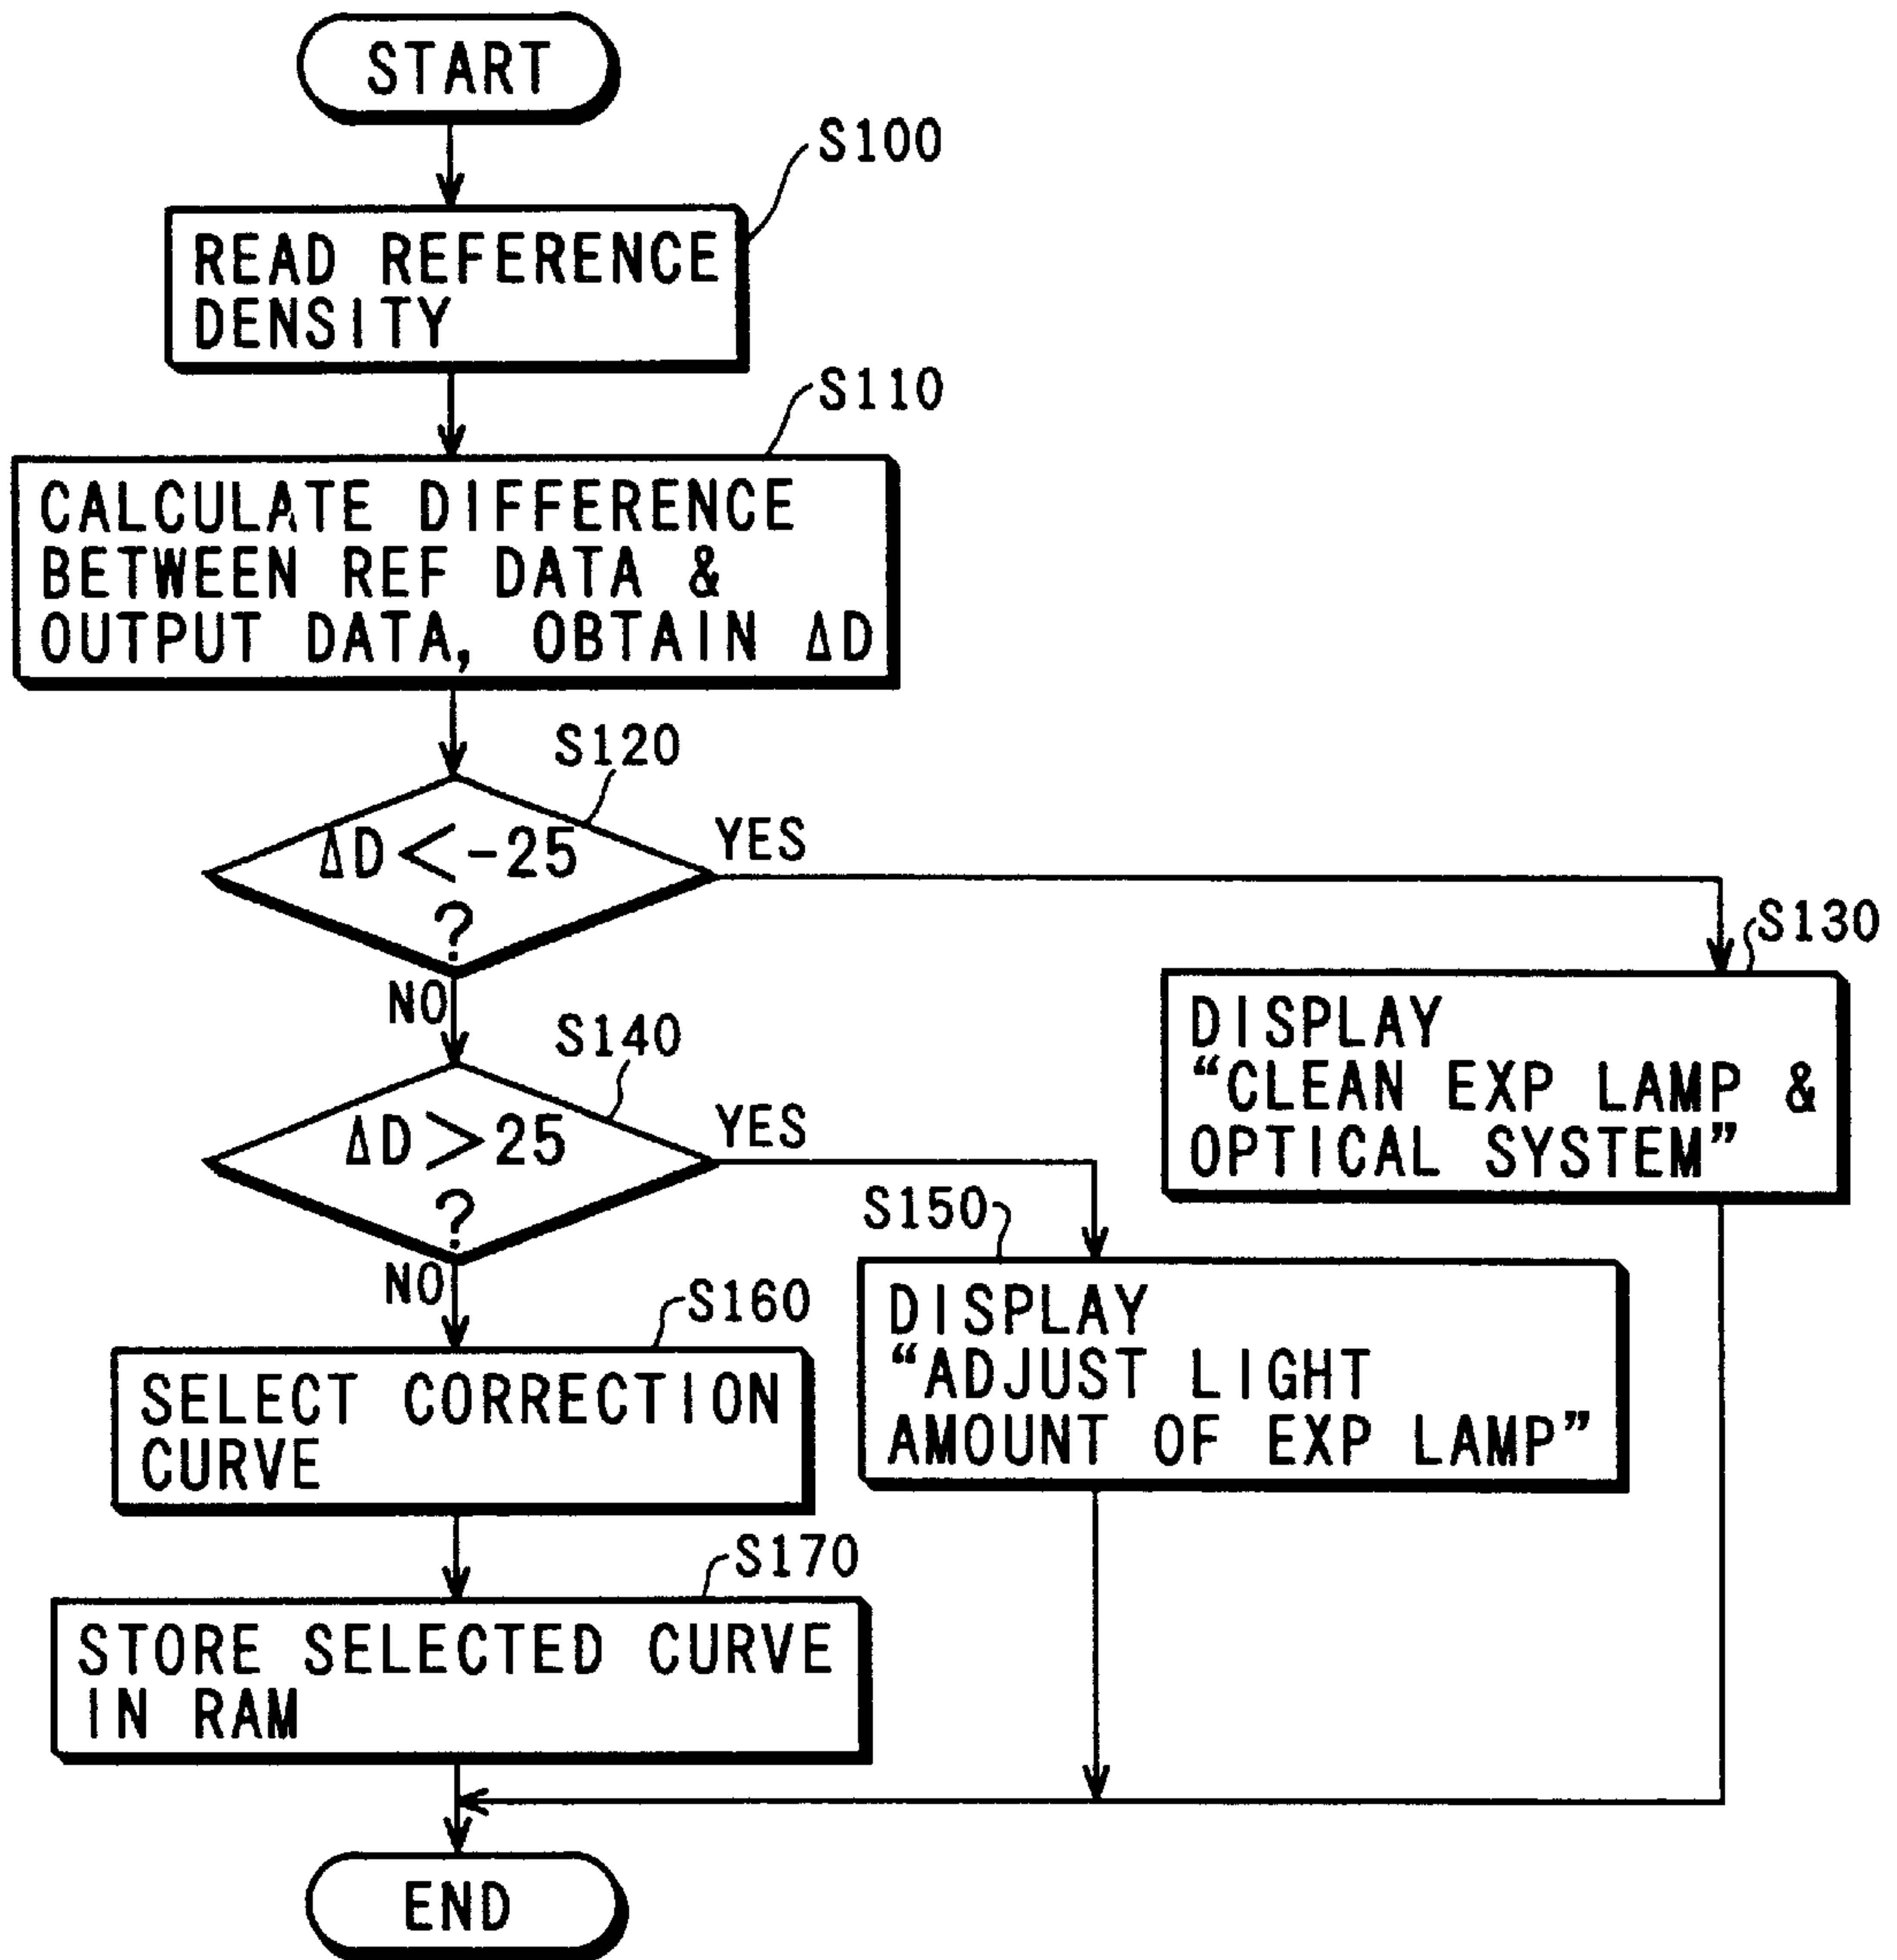 START
S100
READ REFERENCE
DENSITY
S110
CALCULATE DIFFERENCE
BETWEEN REF DATA &
OUTPUT DATA, OBTAIN ΔD
S120
ΔD<-25
?
YES
NO
S130
DISPLAY
“CLEAN EXP LAMP &
OPTICAL SYSTEM”
S140
ΔD>25
?
YES
NO
S150
DISPLAY
“ADJUST LIGHT
AMOUNT OF EXP LAMP”
S160
SELECT CORRECTION
CURVE
S170
STORE SELECTED CURVE
IN RAM
END